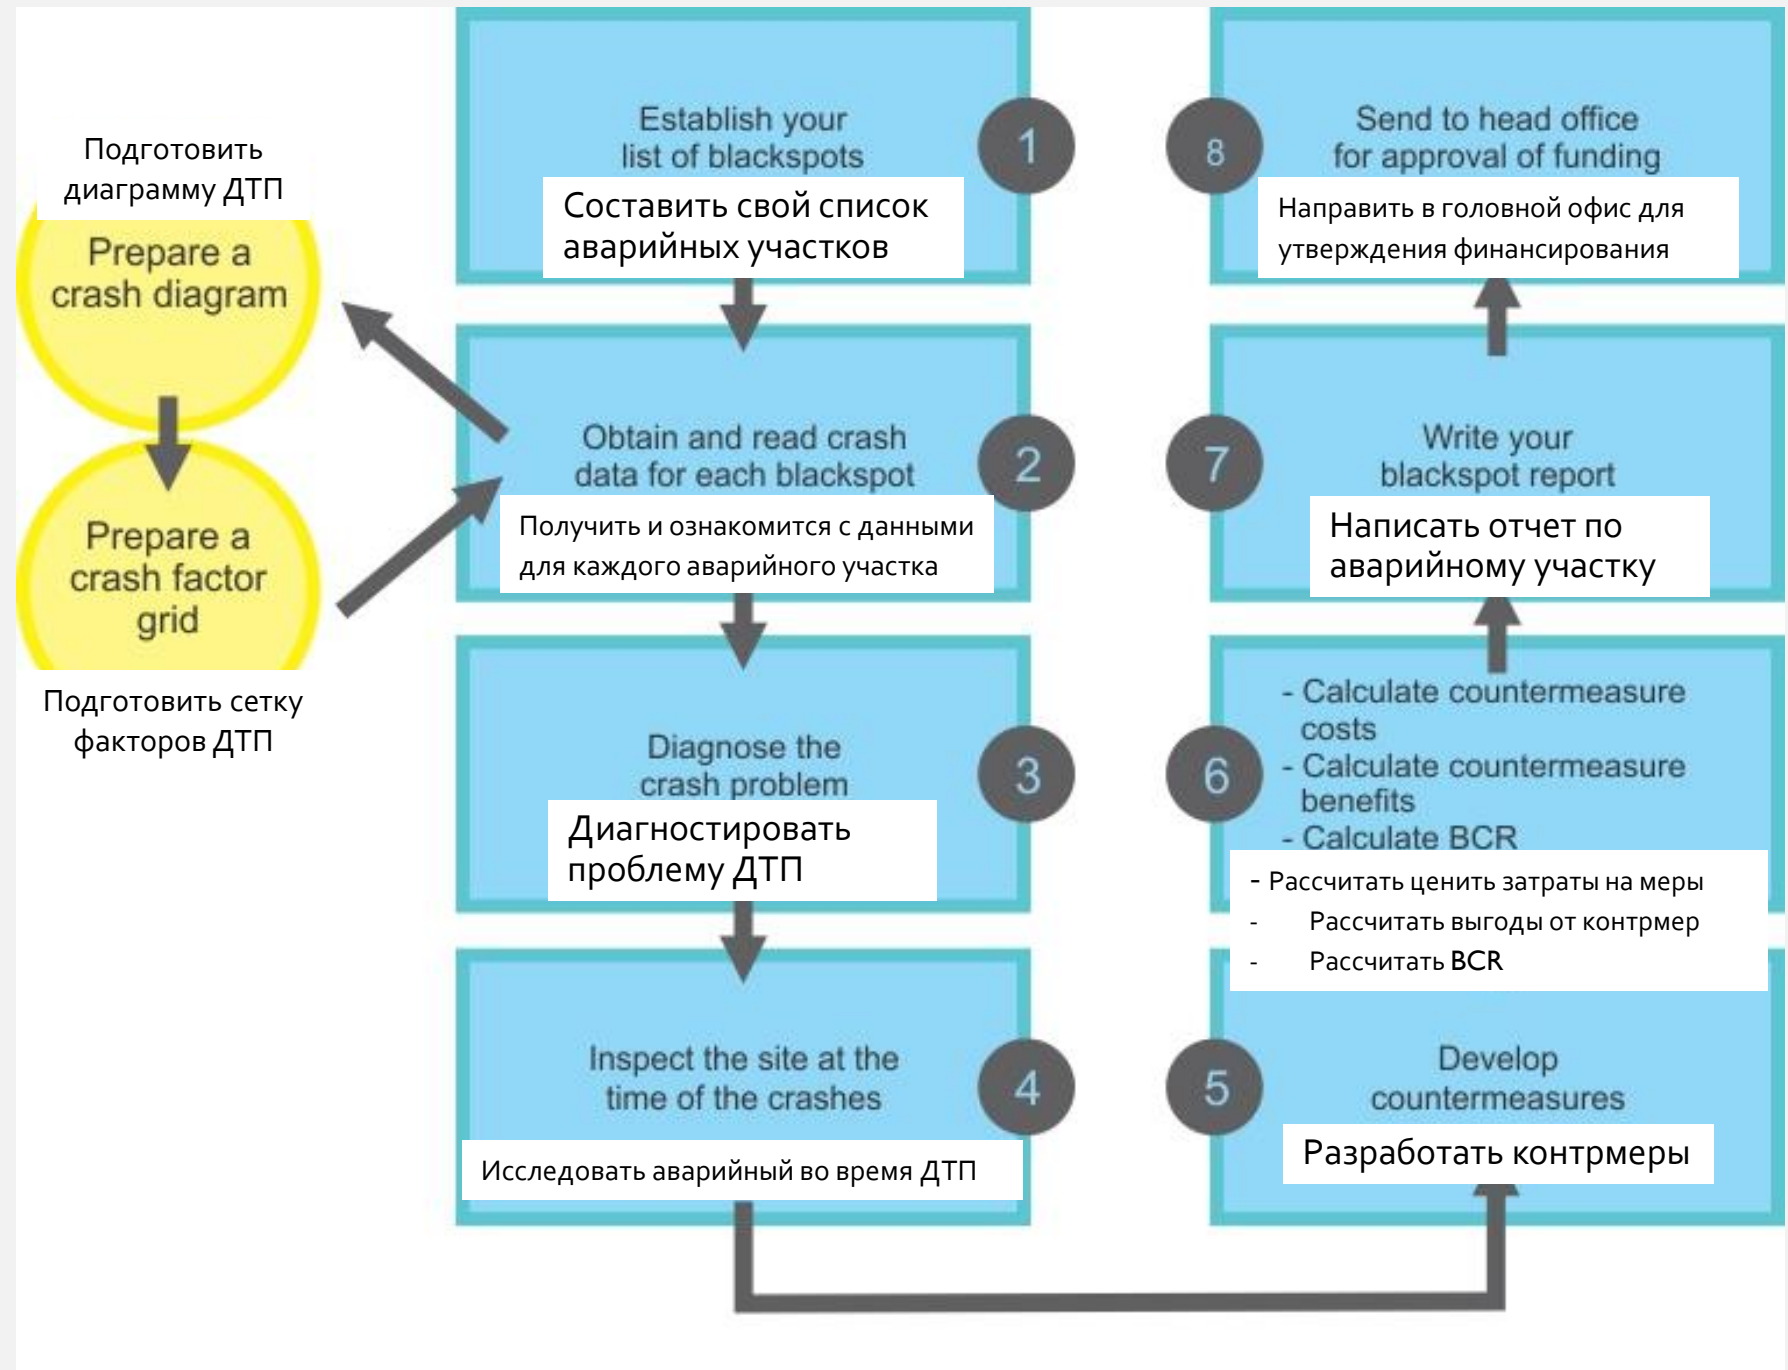 Подготовить
диаграмму ДТП
Prepare a
crash diagram
Prepare a
crash factor
grid
Подготовить сетку
факторов ДТП
Establish your
list of blackspots
1
Составить свой список
аварийных участков
Obtain and read crash
data for each blackspot
2
Получить и ознакомится с данными
для каждого аварийного участка
Diagnose the
crash problem
3
Диагностировать
проблему ДТП
Inspect the site at the
time of the crashes
4
Исследовать аварийный во время ДТП
5
Develop
countermeasures
Разработать контрмеры
6
- Calculate countermeasure
costs
- Calculate countermeasure
benefits
- Calculate BCR
- Рассчитать ценить затраты на меры
- Рассчитать выгоды от контрмер
- Рассчитать BCR
7
Write your
blackspot report
Написать отчет по
аварийному участку
8
Send to head office
for approval of funding
Направить в головной офис для
утверждения финансирования